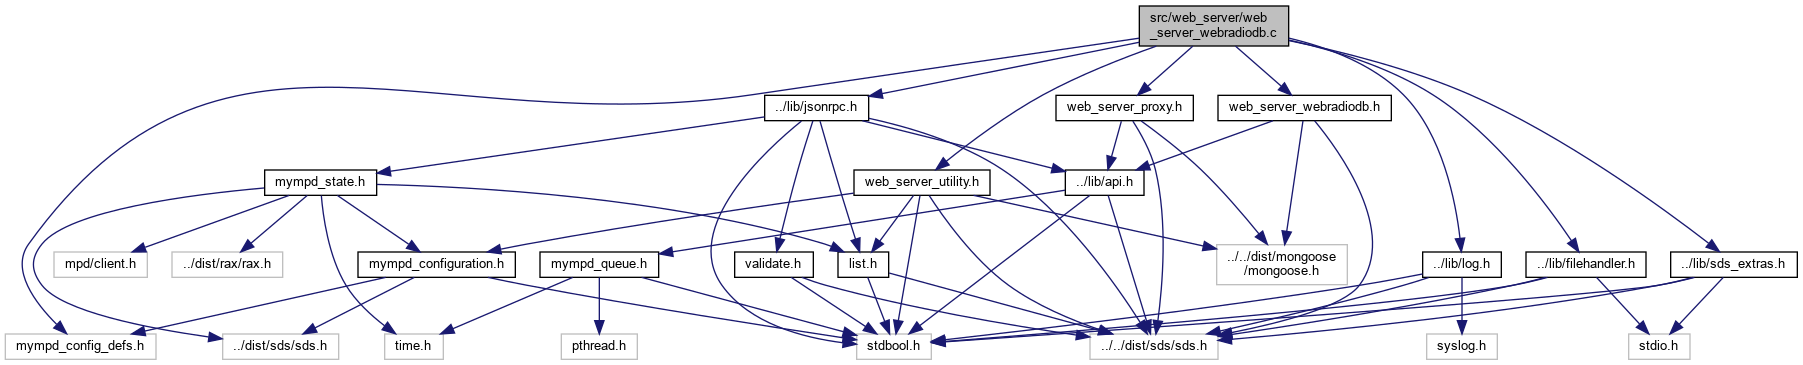 src/web_server/web
_server_webradiodb.c
../lib/jsonrpc.h
web_server_proxy.h
web_server_webradiodb.h
mympd_state.h
web_server_utility.h
../lib/api.h
mpd/client.h
../dist/rax/rax.h
mympd_configuration.h
mympd_queue.h
validate.h
list.h
../../dist/mongoose
/mongoose.h
../lib/log.h
../lib/filehandler.h
../lib/sds_extras.h
mympd_config_defs.h
../dist/sds/sds.h
time.h
pthread.h
stdbool.h
../../dist/sds/sds.h
syslog.h
stdio.h